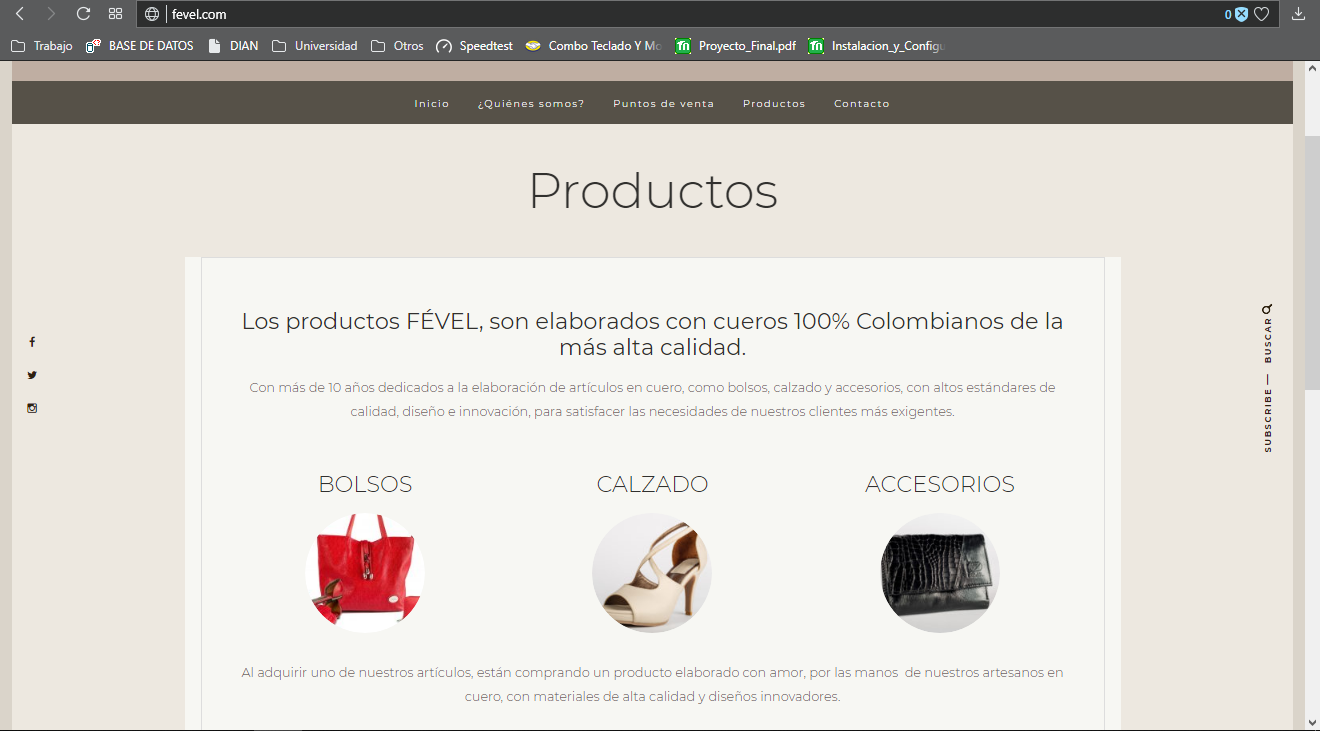 fevel.com
0
Trabajo
BASE DE DATOS
DIAN
Universidad
Otros
Speedtest
Combo Teclado Y Mo
Proyecto_Final.pdf
Instalacion_y_Configu
Inicio
¿Quiénes somos?
Puntos de venta
Productos
Contacto
Productos
Los productos FÉVEL, son elaborados con cueros 100% Colombianos de la
más alta calidad.
Con más de 10 años dedicados a la elaboración de artículos en cuero, como bolsos, calzado y accesorios, con altos estándares de
calidad, diseño e innovación, para satisfacer las necesidades de nuestros clientes más exigentes.
BUSCAR
SUBSCRIBE
BOLSOS
CALZADO
ACCESORIOS
Al adquirir uno de nuestros artículos, están comprando un producto elaborado con amor, por las manos de nuestros artesanos en
cuero, con materiales de alta calidad y diseños innovadores.